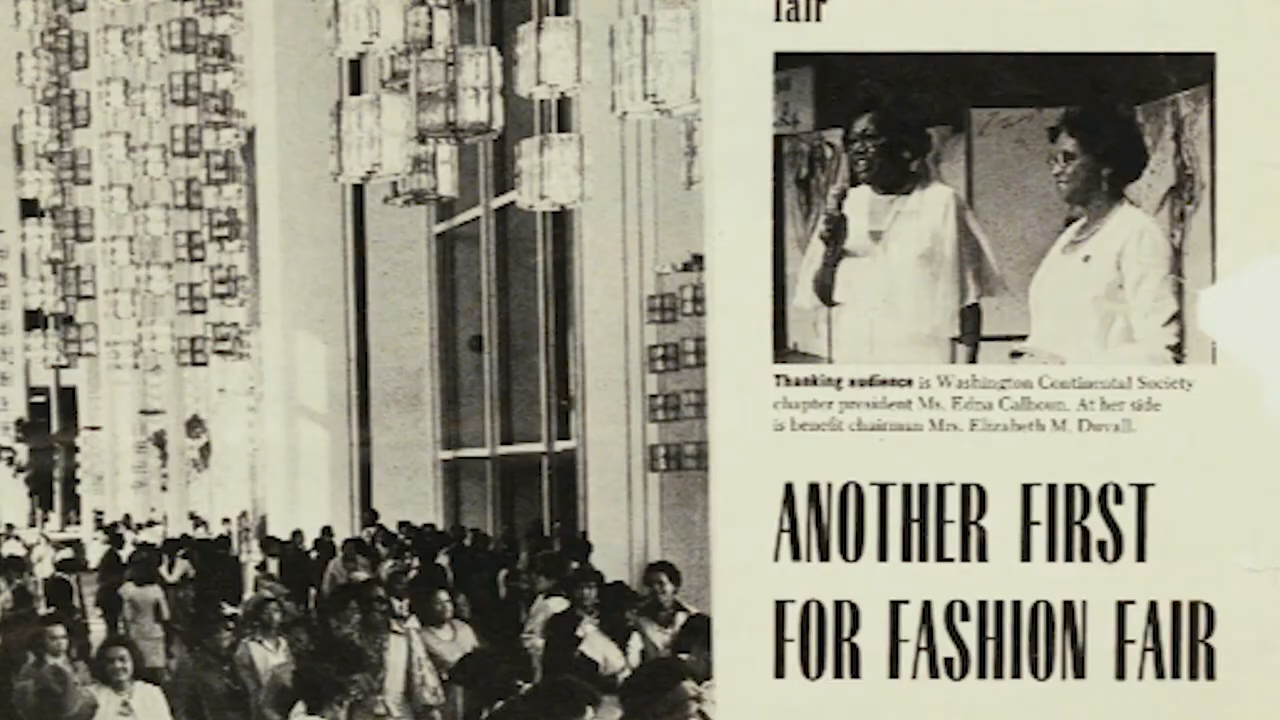 fair
Thanking audience is Washington Continental Society
chapter president Ms. Edna Calhoun. At her side
is benefit chairman Mrs. Elizabeth M. Duvall.
ANOTHER FIRST
FOR FASHION FAIR